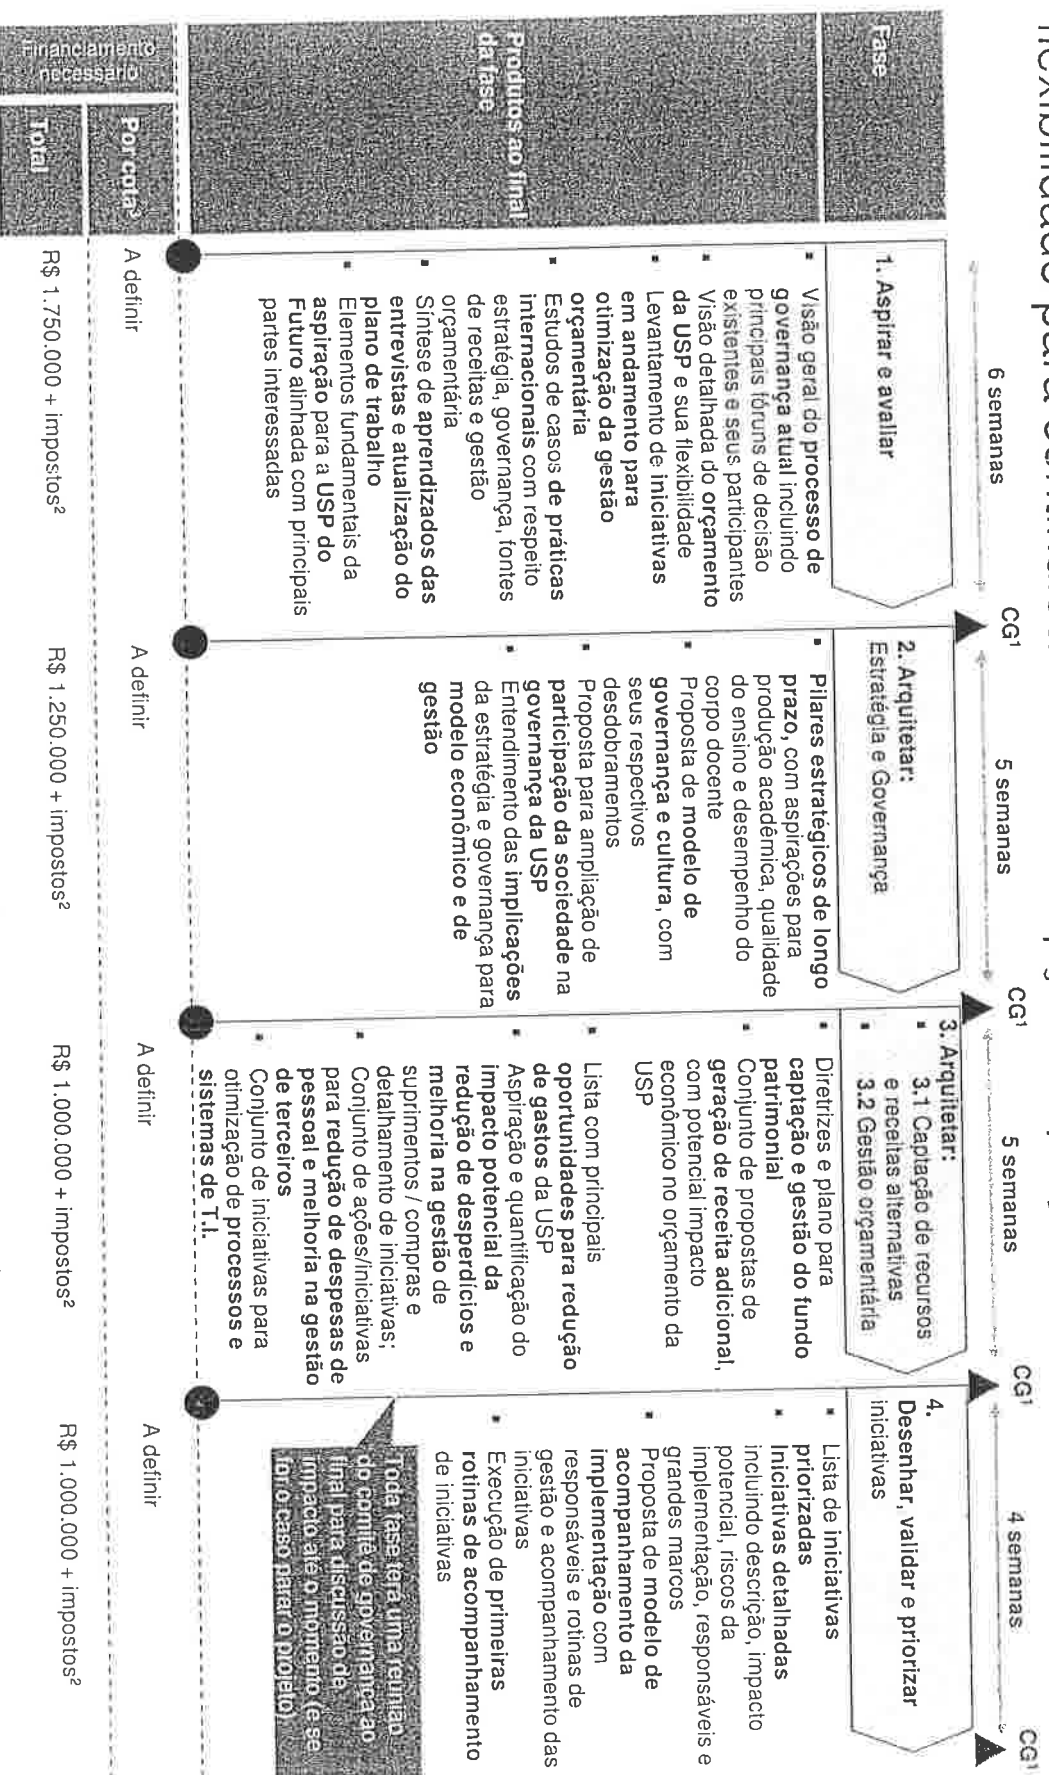 flexibilidade para
6 semanas
CG¹
5 semanas
CG¹
5 semanas
CG¹
4 semanas
CG¹
Fase
1. Aspirar e avaliar
2. Arquitetar:
Estratégia e Governança
3. Arquitetar:
▪ 3.1 Captação de recursos
e receitas alternativas
▪ 3.2 Gestão orçamentária
4.
Desenhar, validar e priorizar
iniciativas
Produtos ao final
da fase
▪ Visão geral do processo de
governança atual incluindo
principais fóruns de decisão
existentes e seus participantes
▪ Visão detalhada do orçamento
da USP e sua flexibilidade
▪ Levantamento de iniciativas
em andamento para
otimização da gestão
orçamentária
▪ Estudos de casos de práticas
internacionais com respeito
estratégia, governança, fontes
de receitas e gestão
orçamentária
▪ Síntese de aprendizados das
entrevistas e atualização do
plano de trabalho
▪ Elementos fundamentais da
aspiração para a USP do
Futuro alinhada com principais
partes interessadas
▪ Pilares estratégicos de longo
prazo, com aspirações para
produção acadêmica, qualidade
do ensino e desempenho do
corpo docente
▪ Proposta de modelo de
governança e cultura, com
seus respectivos
desdobramentos
▪ Proposta para ampliação de
participação da sociedade na
governança da USP
▪ Entendimento das implicações
da estratégia e governança para
modelo econômico e de
gestão
▪ Diretrizes e plano para
captação e gestão do fundo
patrimonial
▪ Conjunto de propostas de
geração de receita adicional,
com potencial impacto
econômico no orçamento da
USP
▪ Lista com principais
oportunidades para redução
de gastos da USP
▪ Aspiração e quantificação do
impacto potencial da
redução de desperdícios e
melhoria na gestão de
suprimentos / compras e
detalhamento de iniciativas;
▪ Conjunto de ações/iniciativas
para redução de despesas de
pessoal e melhoria na gestão
de terceiros
▪ Conjunto de iniciativas para
otimização de processos e
sistemas de T.I.
▪ Lista de iniciativas
priorizadas
▪ Iniciativas detalhadas
incluindo descrição, impacto
potencial, riscos da
implementação, responsáveis e
grandes marcos
▪ Proposta de modelo de
acompanhamento da
implementação com
responsáveis e rotinas de
gestão e acompanhamento das
iniciativas
▪ Execução de primeiras
rotinas de acompanhamento
de iniciativas
Toda fase terá uma reunião
do comitê de governança ao
final para discussão de
impacto até o momento (e se
for o caso parar o projeto)
Financiamento
necessário
Por cota³
A definir
A definir
A definir
A definir
Total
R$ 1.750.000 + impostos²
R$ 1.250.000 + impostos²
R$ 1.000.000 + impostos²
R$ 1.000.000 + impostos²